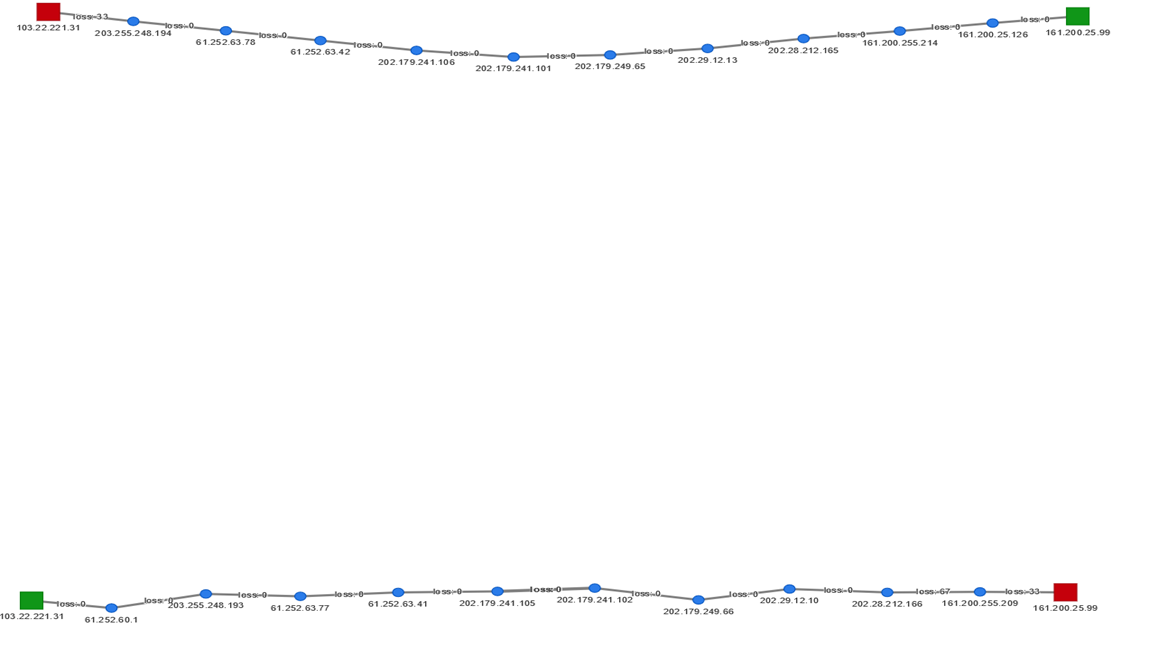 loss:-33
103.22.221.31
loss:-0
203.255.248.194
loss:-0
61.252.63.78
loss:-0
61.252.63.42
loss:-0
202.179.241.106
loss:-0
202.179.241.101
loss:-0
202.179.249.65
loss:-0
202.29.12.13
loss:-0
202.28.212.165
loss:-0
161.200.255.214
loss:-0
161.200.25.126
161.200.25.99
loss:-0
103.22.221.31
loss:-0
61.252.60.1
loss:-0
203.255.248.193
loss:-0
61.252.63.77
loss:-0
61.252.63.41
loss:-0
202.179.241.105
loss:-0
202.179.241.102
loss:-0
202.179.249.66
loss:-0
202.29.12.10
loss:-67
202.28.212.166
loss:-33
161.200.255.209
161.200.25.99